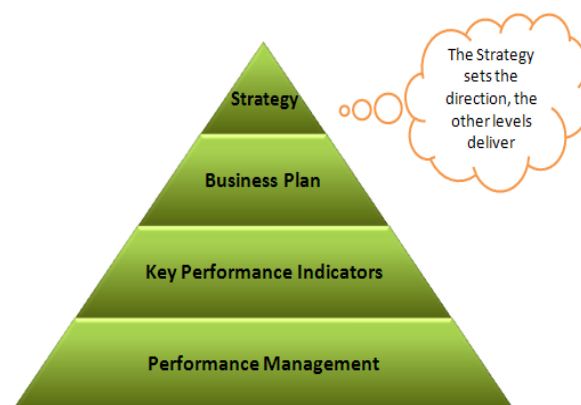 The Strategy
sets the
direction, the
other levels
deliver
Strategy
Business Plan
Key Performance Indicators
Performance Management